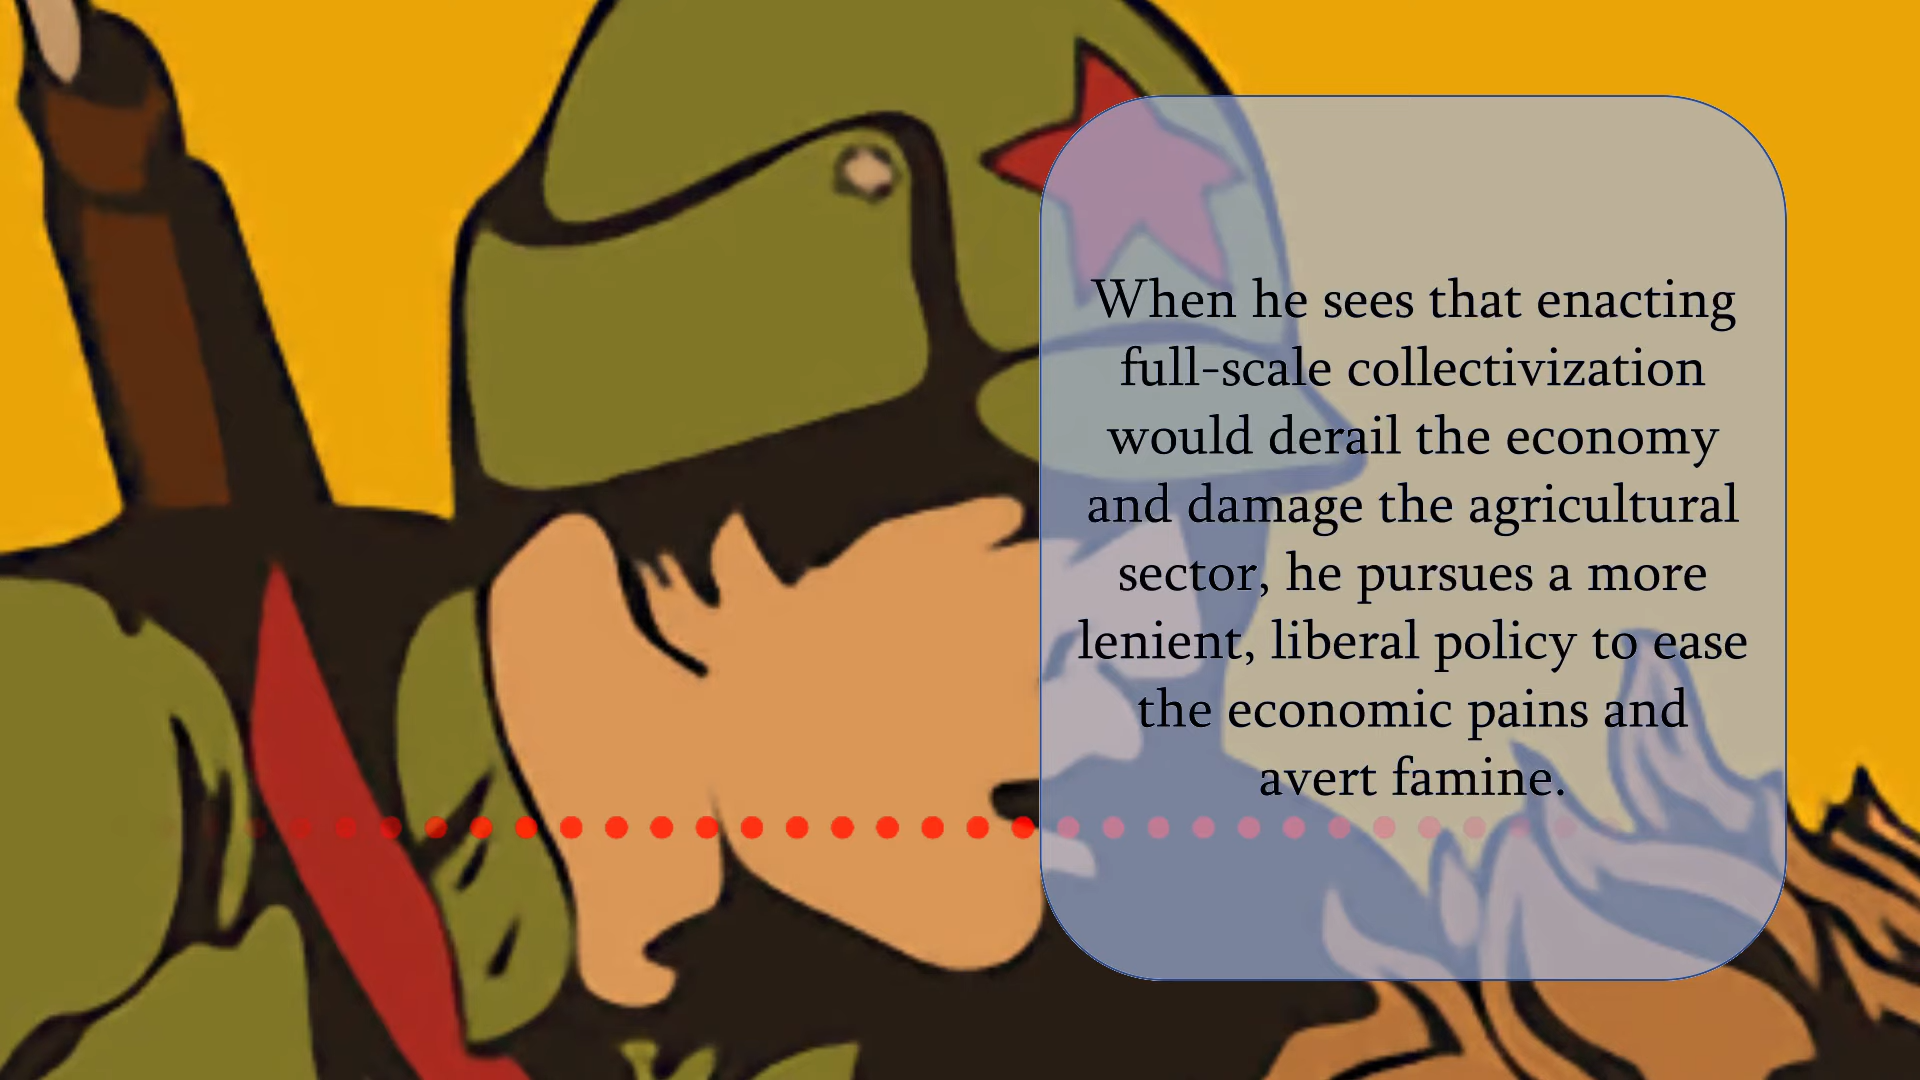 When he sees that enacting
full-scale collectivization
would derail the economy
and damage the agricultural
sector, he pursues a more
lenient, liberal policy to ease
the economic pains and
avert famine.